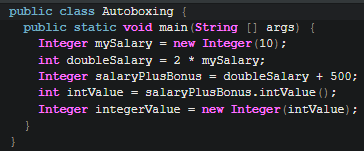 public class Autoboxing {
public static void main(String [] args) {
Integer mySalary = new Integer(10);
int doubleSalary = 2 * mySalary;
Integer salaryPlusBonus = doubleSalary + 500;
int intValue = salaryPlusBonus.intValue();
Integer integerValue = new Integer(intValue);
}
}